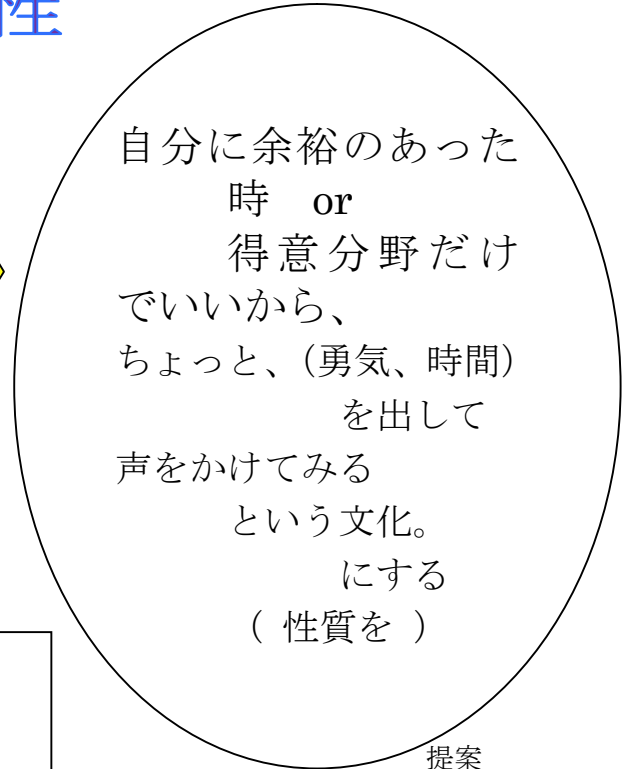 性
自分に余裕のあった
時　or
得意分野だけ
でいいから、
ちょっと、（勇気、時間）
を出して
声をかけてみる
という文化。
にする
（ 性質を ）
提案